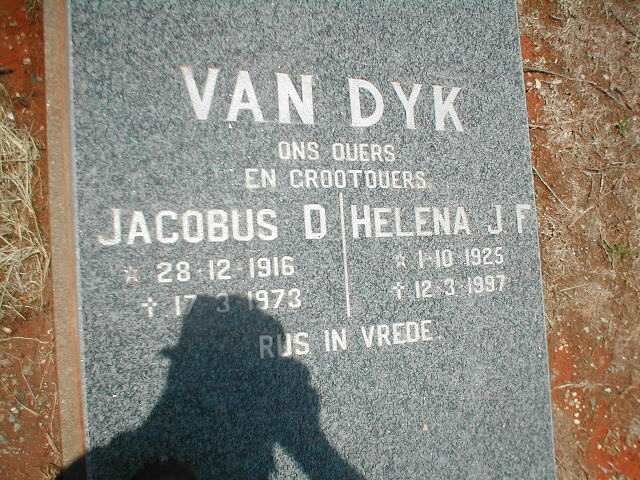 VAN DYK
ONS OUERS
EN GROOTOUERS
JACOBUS D
☆ 28-12-1916
✝ 17-3-1973
HELENA J F
☆ 1-10 1925
✝ 12-3-1997
RUS IN VREDE